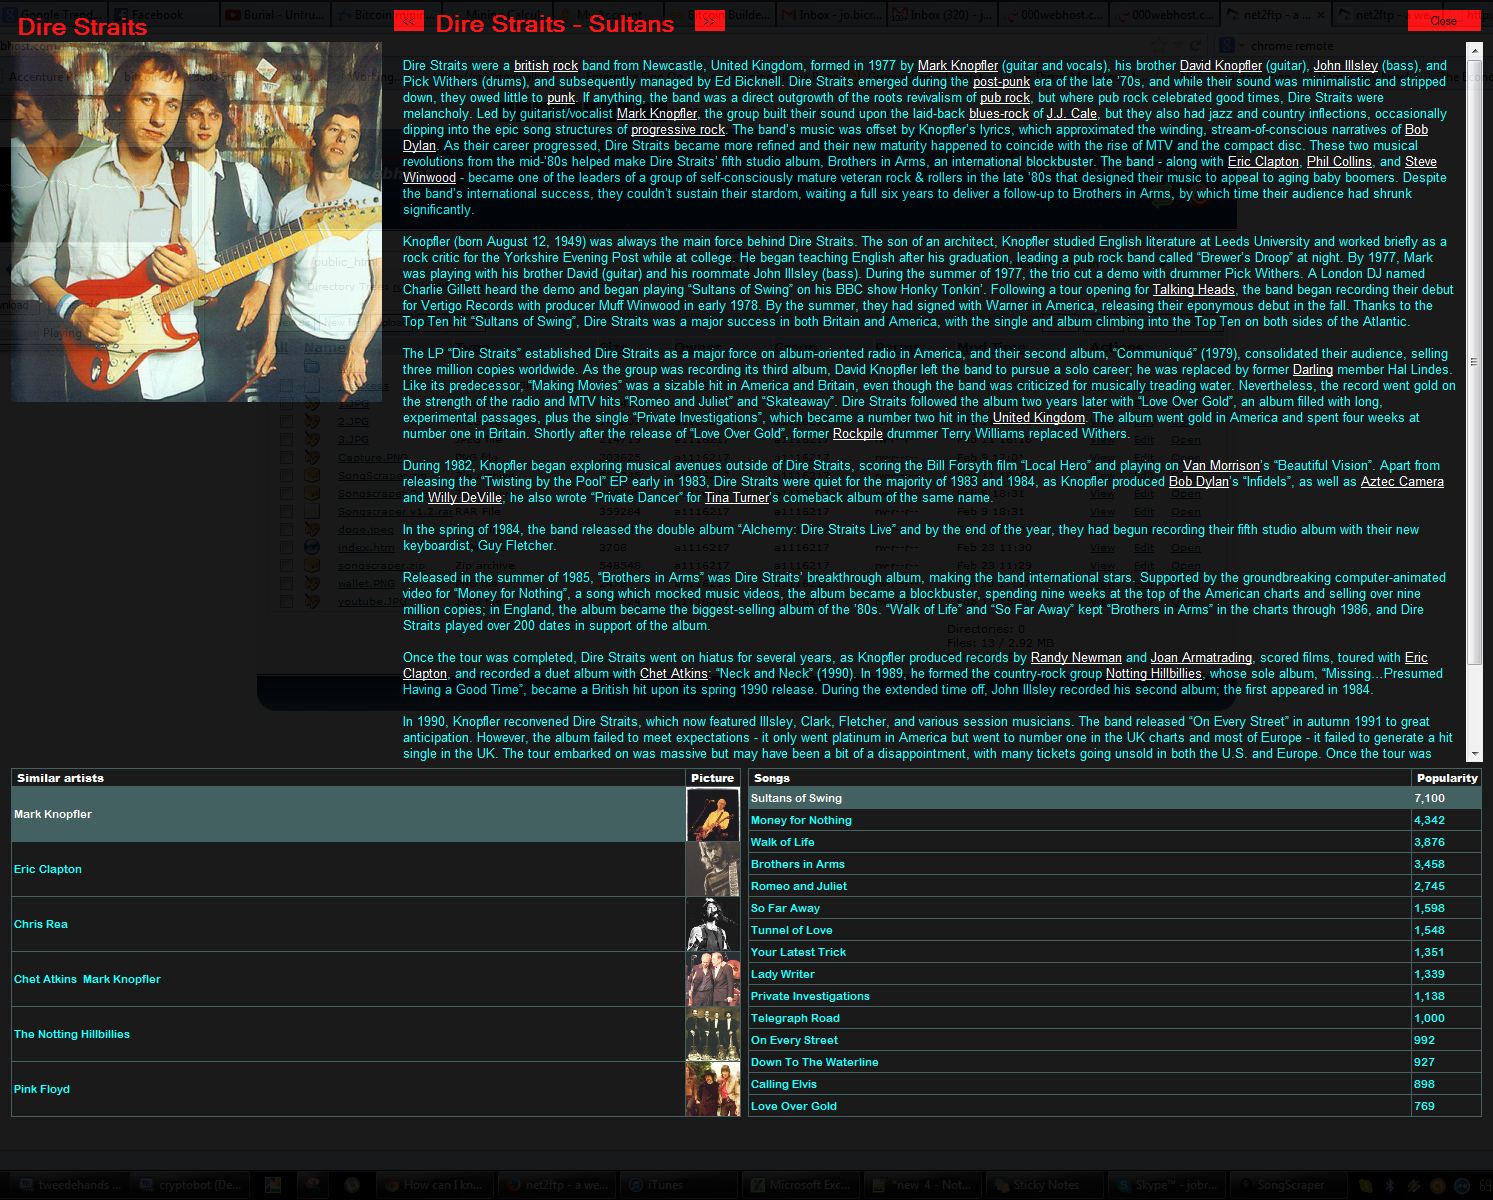 Google Trend...
Facebook
Burial - Untru...
My Account
Bitcoin Builde...
Inbox - jo.bicr...
Inbox (320) - j...
000webhost.c...
000webhost.c...
net2ftp - a ...
net2ftp - a we...
Dire Straits
<<
Dire Straits - Sultans
>>
Close
chrome remote
Dire Straits were a british rock band from Newcastle, United Kingdom, formed in 1977 by Mark Knopfler (guitar and vocals), his brother David Knopfler (guitar), John Illsley (bass), and
Pick Withers (drums), and subsequently managed by Ed Bicknell. Dire Straits emerged during the post-punk era of the late '70s, and while their sound was minimalistic and stripped
down, they owed little to punk. If anything, the band was a direct outgrowth of the roots revivalism of pub rock, but where pub rock celebrated good times, Dire Straits were
melancholy. Led by guitarist/vocalist Mark Knopfler, the group built their sound upon the laid-back blues-rock of J.J. Cale, but they also had jazz and country inflections, occasionally
dipping into the epic song structures of progressive rock. The band's music was offset by Knopfler's lyrics, which approximated the winding, stream-of-conscious narratives of Bob
Dylan. As their career progressed, Dire Straits became more refined and their new maturity happened to coincide with the rise of MTV and the compact disc. These two musical
revolutions from the mid-'80s helped make Dire Straits' fifth studio album, Brothers in Arms, an international blockbuster. The band - along with Eric Clapton, Phil Collins, and Steve
Winwood - became one of the leaders of a group of self-consciously mature veteran rock & rollers in the late '80s that designed their music to appeal to aging baby boomers. Despite
the band's international success, they couldn't sustain their stardom, waiting a full six years to deliver a follow-up to Brothers in Arms, by which time their audience had shrunk
significantly.
Knopfler (born August 12, 1949) was always the main force behind Dire Straits. The son of an architect, Knopfler studied English literature at Leeds University and worked briefly as a
rock critic for the Yorkshire Evening Post while at college. He began teaching English after his graduation, leading a pub rock band called “Brewer's Droop” at night. By 1977, Mark
was playing with his brother David (guitar) and his roommate John Illsley (bass). During the summer of 1977, the trio cut a demo with drummer Pick Withers. A London DJ named
Charlie Gillett heard the demo and began playing “Sultans of Swing” on his BBC show Honky Tonkin'. Following a tour opening for Talking Heads, the band began recording their debut
for Vertigo Records with producer Muff Winwood in early 1978. By the summer, they had signed with Warner in America, releasing their eponymous debut in the fall. Thanks to the
Top Ten hit “Sultans of Swing”, Dire Straits was a major success in both Britain and America, with the single and album climbing into the Top Ten on both sides of the Atlantic.
The LP “Dire Straits” established Dire Straits as a major force on album-oriented radio in America, and their second album, “Communiqué” (1979), consolidated their audience, selling
three million copies worldwide. As the group was recording its third album, David Knopfler left the band to pursue a solo career; he was replaced by former Darling member Hal Lindes.
Like its predecessor, “Making Movies” was a sizable hit in America and Britain, even though the band was criticized for musically treading water. Nevertheless, the record went gold on
the strength of the radio and MTV hits “Romeo and Juliet” and “Skateaway”. Dire Straits followed the album two years later with “Love Over Gold”, an album filled with long,
experimental passages, plus the single “Private Investigations”, which became a number two hit in the United Kingdom. The album went gold in America and spent four weeks at
number one in Britain. Shortly after the release of “Love Over Gold”, former Rockpile drummer Terry Williams replaced Withers.
During 1982, Knopfler began exploring musical avenues outside of Dire Straits, scoring the Bill Forsyth film “Local Hero” and playing on Van Morrison's “Beautiful Vision”. Apart from
releasing the “Twisting by the Pool” EP early in 1983, Dire Straits were quiet for the majority of 1983 and 1984, as Knopfler produced Bob Dylan's “Infidels”, as well as Aztec Camera
and Willy DeVille; he also wrote “Private Dancer” for Tina Turner's comeback album of the same name.
In the spring of 1984, the band released the double album “Alchemy: Dire Straits Live” and by the end of the year, they had begun recording their fifth studio album with their new
keyboardist, Guy Fletcher.
Released in the summer of 1985, “Brothers in Arms” was Dire Straits' breakthrough album, making the band international stars. Supported by the groundbreaking computer-animated
video for “Money for Nothing”, a song which mocked music videos, the album became a blockbuster, spending nine weeks at the top of the American charts and selling over nine
million copies; in England, the album became the biggest-selling album of the '80s. “Walk of Life” and “So Far Away” kept “Brothers in Arms” in the charts through 1986, and Dire
Straits played over 200 dates in support of the album.
Once the tour was completed, Dire Straits went on hiatus for several years, as Knopfler produced records by Randy Newman and Joan Armatrading, scored films, toured with Eric
Clapton, and recorded a duet album with Chet Atkins: “Neck and Neck” (1990). In 1989, he formed the country-rock group Notting Hillbillies, whose sole album, “Missing...Presumed
Having a Good Time”, became a British hit upon its spring 1990 release. During the extended time off, John Illsley recorded his second album; the first appeared in 1984.
In 1990, Knopfler reconvened Dire Straits, which now featured Illsley, Clark, Fletcher, and various session musicians. The band released “On Every Street” in autumn 1991 to great
anticipation. However, the album failed to meet expectations - it only went platinum in America but went to number one in the UK charts and most of Europe - it failed to generate a hit
single in the UK. The tour embarked on was massive but may have been a bit of a disappointment, with many tickets going unsold in both the U.S. and Europe. Once the tour was
Directories: 0
Files: 13 / 2.92 MB
Similar artists Picture
Mark Knopfler
Eric Clapton
Chris Rea
Chet Atkins Mark Knopfler
The Notting Hillbillies
Pink Floyd
Songs Popularity
Sultans of Swing 7,100
Money for Nothing 4,342
Walk of Life 3,876
Brothers in Arms 3,458
Romeo and Juliet 2,745
So Far Away 1,598
Tunnel of Love 1,548
Your Latest Trick 1,351
Lady Writer 1,339
Private Investigations 1,138
Telegraph Road 1,000
On Every Street 992
Down To The Waterline 927
Calling Elvis 898
Love Over Gold 769
tweedehands ...
cryptobot (De...
How can I kn...
net2ftp - a we...
iTunes
Microsoft Exc...
*new 4 - Not...
Sticky Notes
Skype™ - jobr...
SongScraper